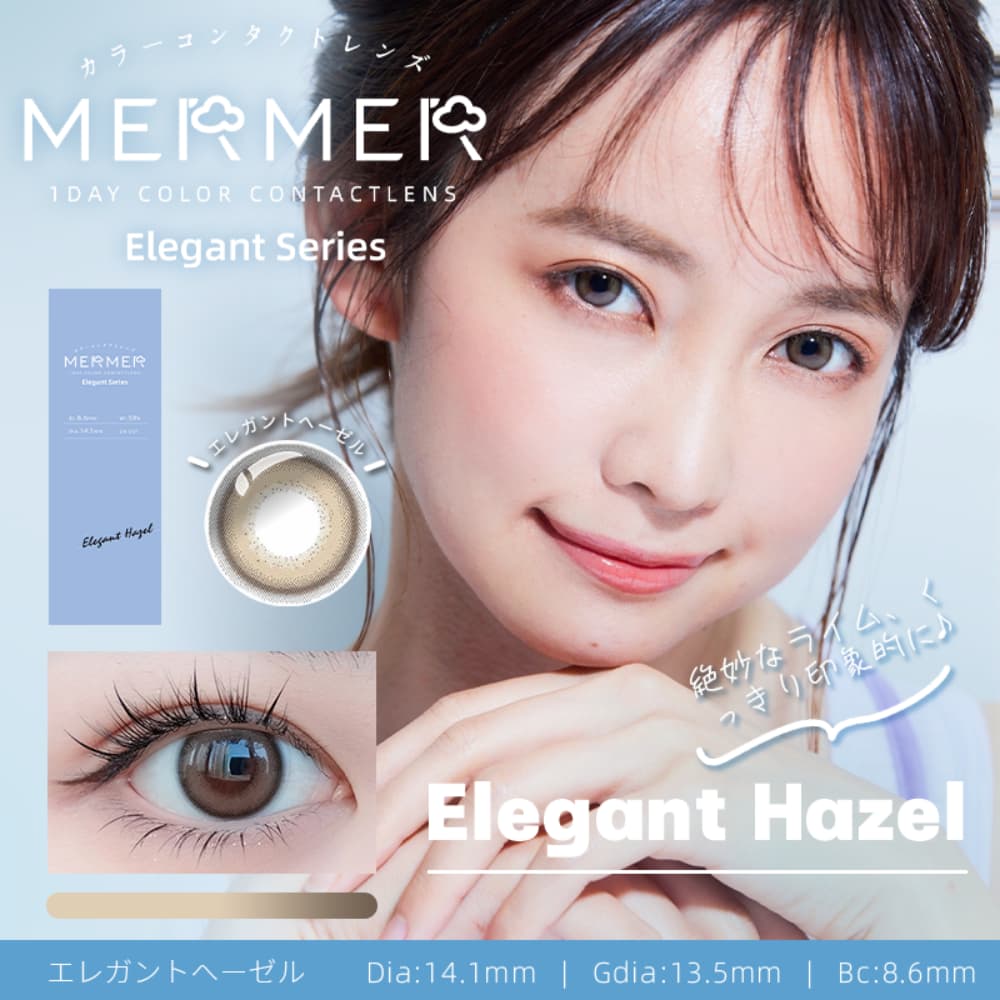 カラーコンタクトレンズ
MERMER
1DAY COLOR CONTACTLENS
Elegant Series
MERMER
Elegant Series
Elegant Hazel
エレガントヘーゼル
絶妙なライム、く
っきり印象的に♪
Elegant Hazel
エレガントヘーゼル Dia:14.1mm | Gdia:13.5mm | Bc:8.6mm